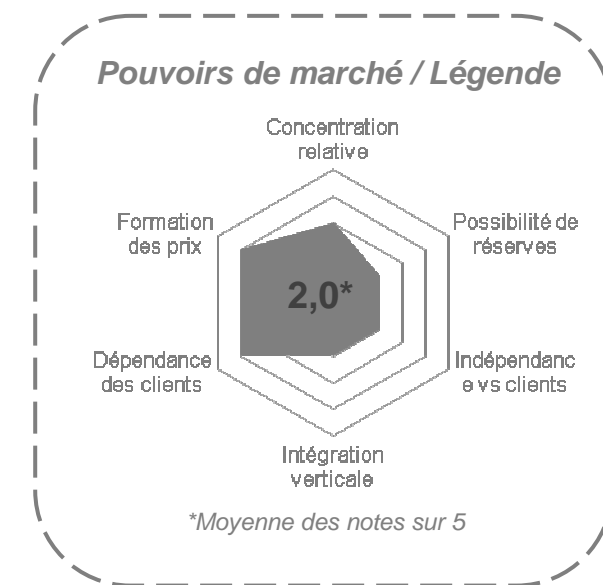 Pouvoirs de marché / Légende
Concentration
relative
Formation
des prix
Possibilité de
réserves
2,0*
Dépendance
des clients
Indépendanc
e vs clients
Intégration
verticale
*Moyenne des notes sur 5